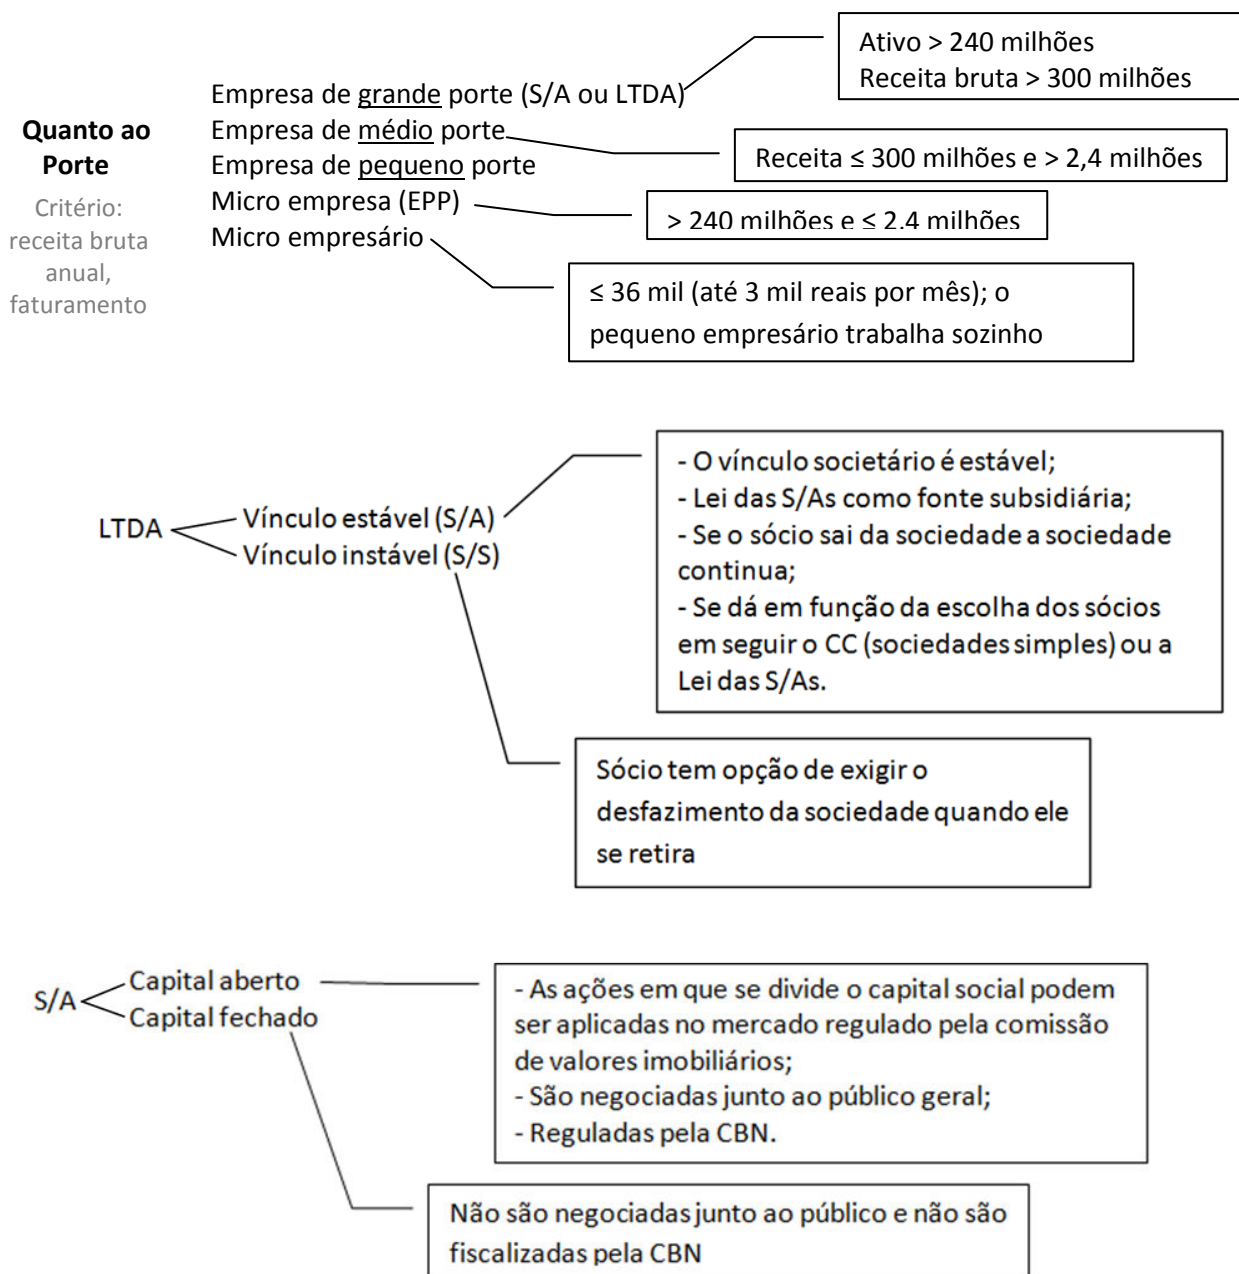 Ativo > 240 milhões
Receita bruta > 300 milhões
Quanto ao
Porte
Critério:
receita bruta
anual,
faturamento
Empresa de grande porte (S/A ou LTDA)
Empresa de médio porte
Empresa de pequeno porte
Micro empresa (EPP)
Micro empresário
Receita ≤ 300 milhões e > 2,4 milhões
> 240 milhões e ≤ 2.4 milhões
≤ 36 mil (até 3 mil reais por mês); o
pequeno empresário trabalha sozinho
LTDA
Vínculo estável (S/A)
Vínculo instável (S/S)
- O vínculo societário é estável;
- Lei das S/As como fonte subsidiária;
- Se o sócio sai da sociedade a sociedade
continua;
- Se dá em função da escolha dos sócios
em seguir o CC (sociedades simples) ou a
Lei das S/As.
Sócio tem opção de exigir o
desfazimento da sociedade quando ele
se retira
S/A
Capital aberto
Capital fechado
- As ações em que se divide o capital social podem
ser aplicadas no mercado regulado pela comissão
de valores imobiliários;
- São negociadas junto ao público geral;
- Reguladas pela CBN.
Não são negociadas junto ao público e não são
fiscalizadas pela CBN